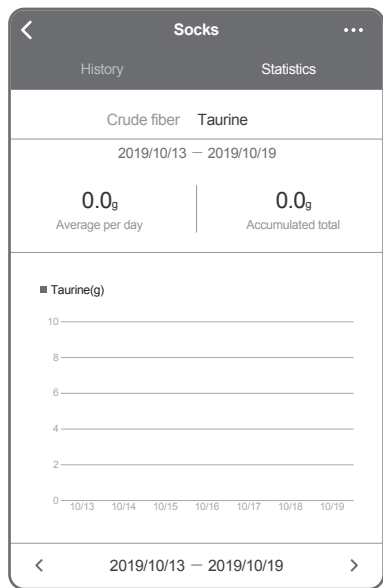 Socks
History Statistics
Crude fiber Taurine
2019/10/13 — 2019/10/19
0.0g 0.0g
Average per day Accumulated total
Taurine(g)
10
8
6
4
2
0
10/13 10/14 10/15 10/16 10/17 10/18 10/19
2019/10/13 — 2019/10/19